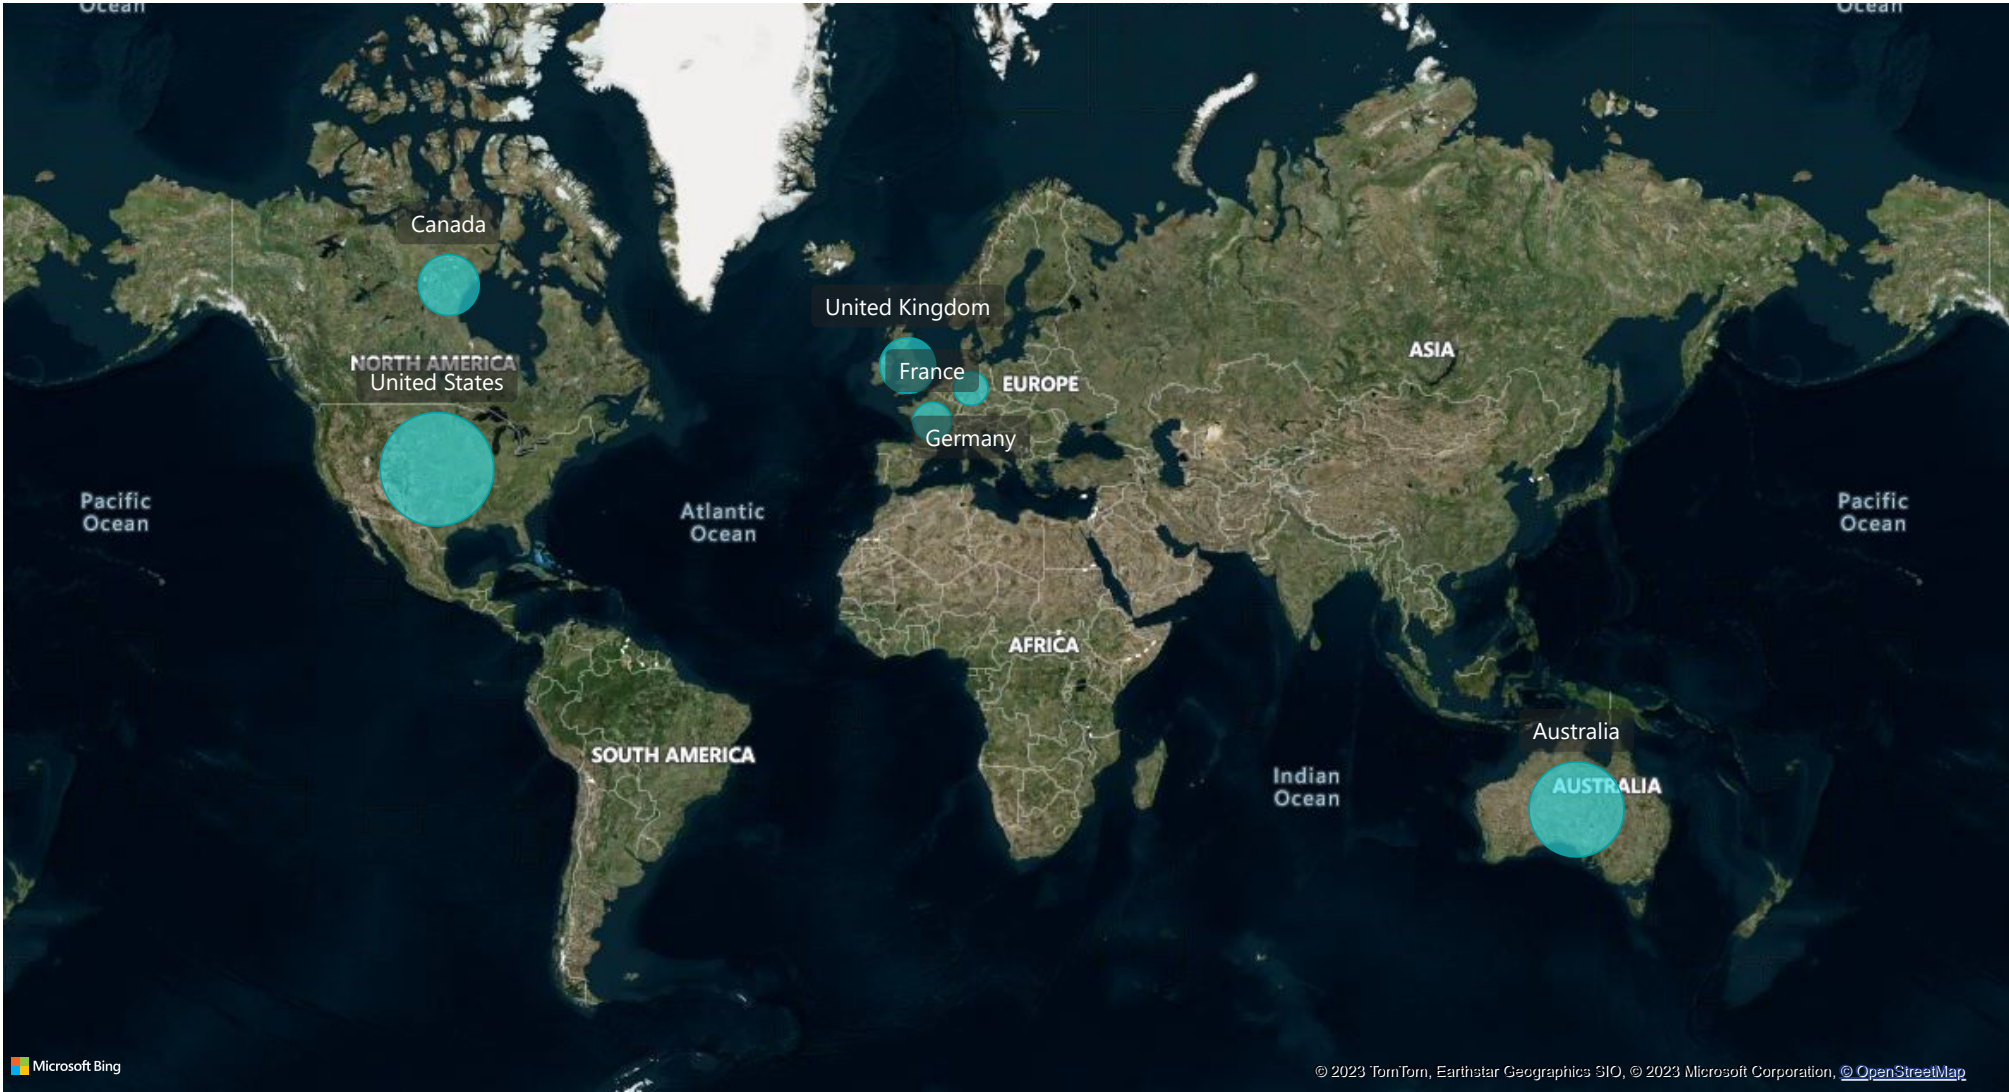 Ocean
Ocean
Canada
United Kingdom
NORTH AMERICA
United States
France
EUROPE
ASIA
Germany
Pacific
Ocean
Atlantic
Ocean
Pacific
Ocean
AFRICA
SOUTH AMERICA
Indian
Ocean
Australia
AUSTRALIA
Microsoft Bing
© 2023 TomTom, Earthstar Geographics SIO, © 2023 Microsoft Corporation, © OpenStreetMap